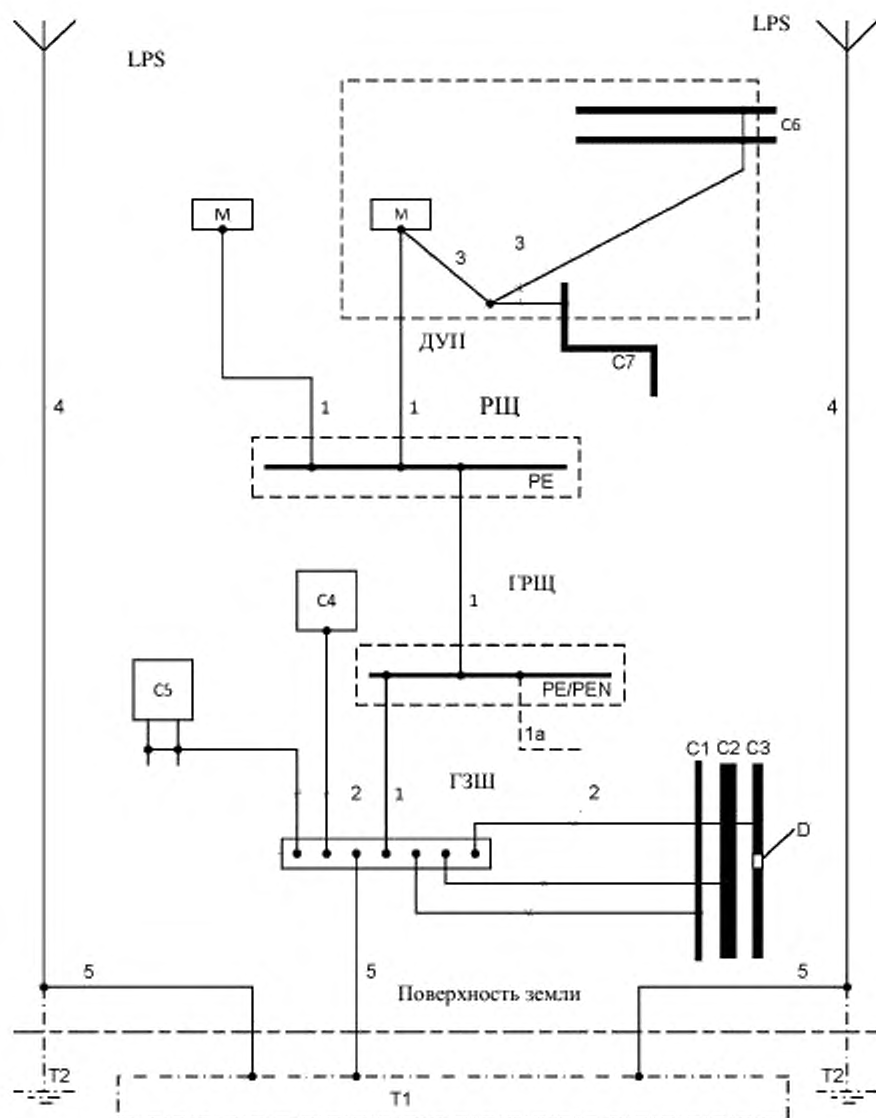 LPS
LPS
C6
M
M
3
3
ДУП
C7
4
4
1
1
РЩ
PE
C4
1
ГРЩ
C5
PE/PEN
1a
C1 C2 C3
2
1
ГЗШ
2
D
5
5
5
Поверхность земли
T2
T2
T1